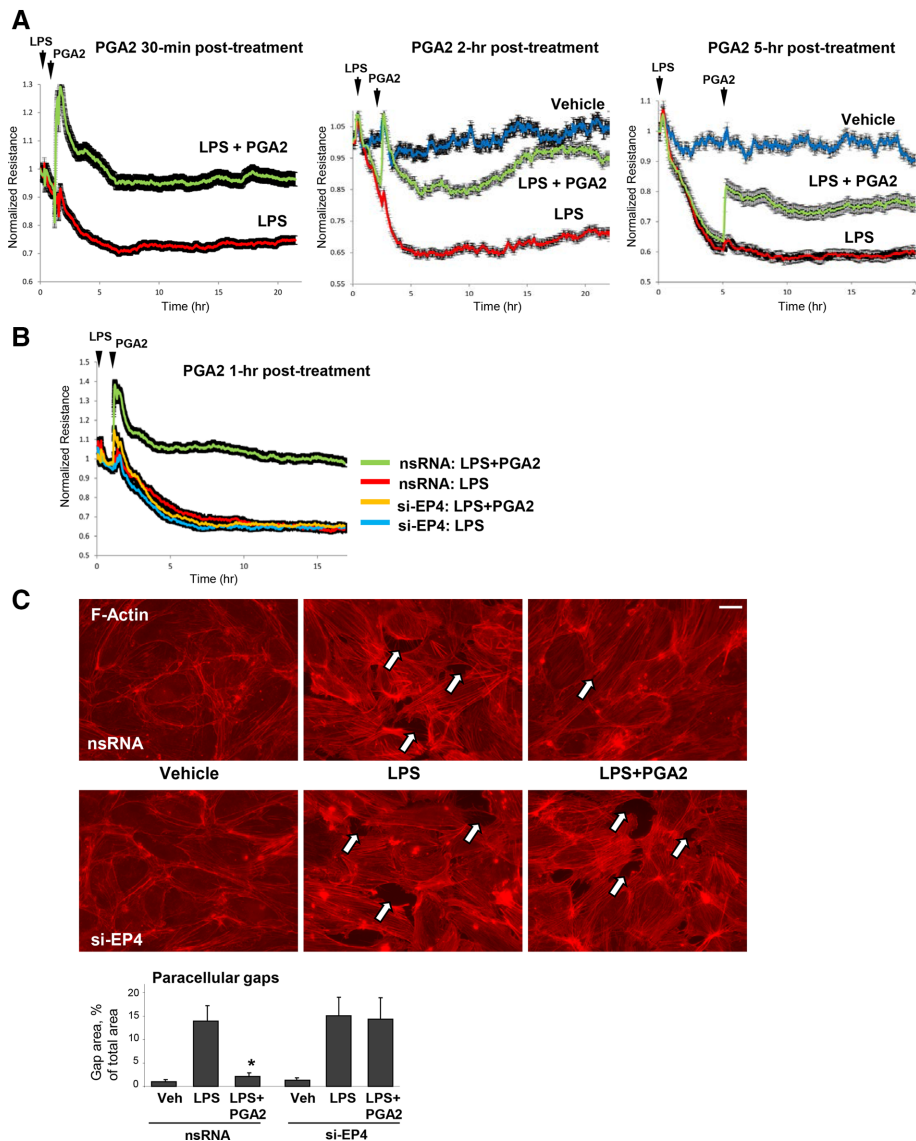 A
PGA2 30-min post-treatment
LPS
PGA2
Normalized Resistance
1.3
1.2
1.1
1
0.9
0.8
0.7
0.6
LPS + PGA2
LPS
0 5 10 15 20
Time (hr)
PGA2 2-hr post-treatment
LPS
PGA2
Normalized Resistance
1.05
0.95
0.85
0.75
0.65
0.55
Vehicle
LPS + PGA2
LPS
0 5 10 15 20
Time (hr)
PGA2 5-hr post-treatment
LPS
PGA2
Normalized Resistance
1.1
1
0.9
0.8
0.7
0.6
0.5
Vehicle
LPS + PGA2
LPS
0 5 10 15 20
Time (hr)
B
LPS
PGA2
PGA2 1-hr post-treatment
Normalized Resistance
1.5
1.4
1.3
1.2
1.1
1.0
0.9
0.8
0.7
0.6
0.5
0 5 10 15
Time (hr)
nsRNA: LPS+PGA2
nsRNA: LPS
si-EP4: LPS+PGA2
si-EP4: LPS
C
F-Actin
nsRNA
Vehicle LPS LPS+PGA2
si-EP4
Paracellular gaps
Gap area, %
of total area
20
15
10
5
0
*
Veh LPS LPS+ Veh LPS LPS+
PGA2 PGA2
nsRNA si-EP4